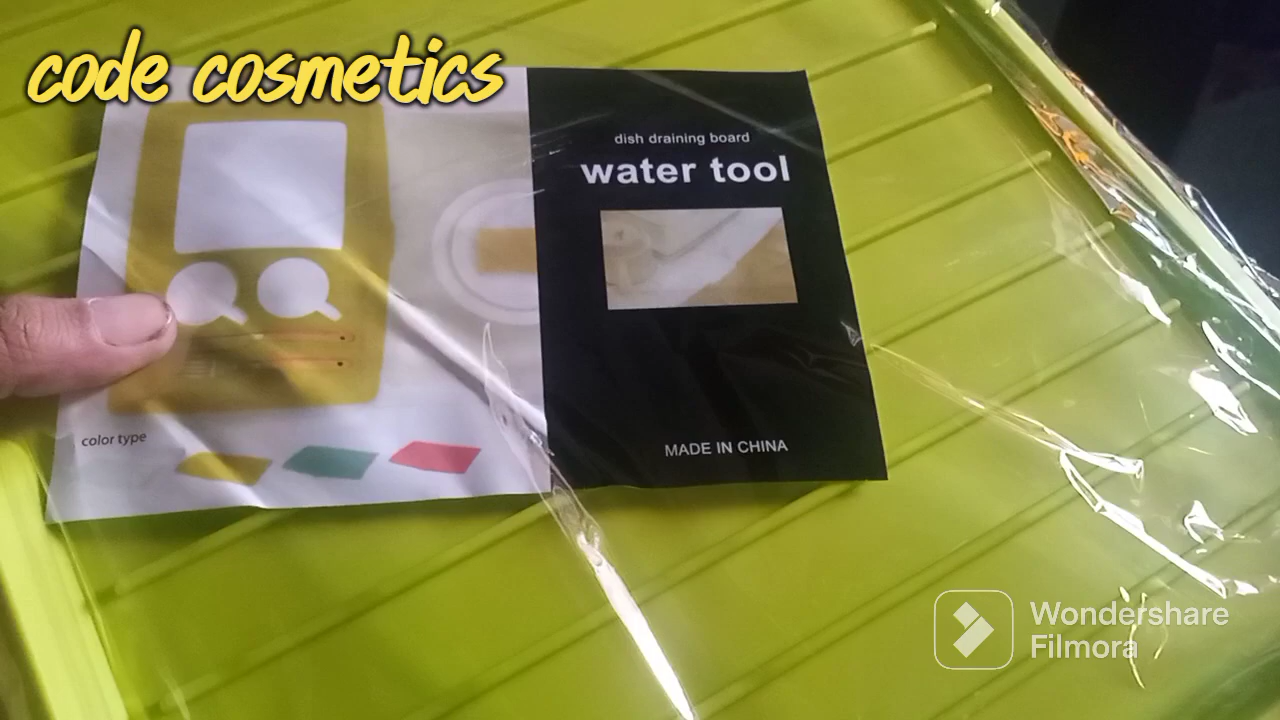 code cosmetics
dish draining board
water tool
MADE IN CHINA
color type
Wondershare
Filmora